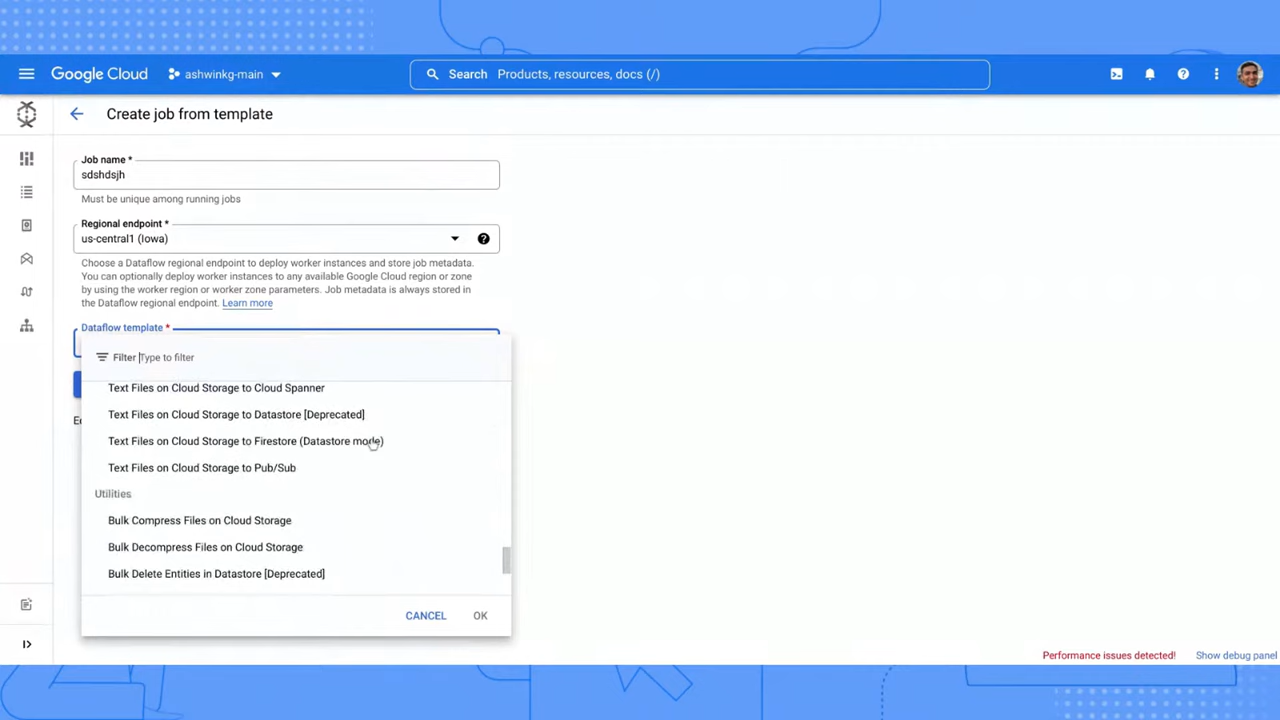 Google Cloud
ashwinkg-main
Search Products, resources, docs (/)
Create job from template
Job name *
sdshdsjh
Must be unique among running jobs
Regional endpoint *
us-central1 (Iowa)
Choose a Dataflow regional endpoint to deploy worker instances and store job metadata.
You can optionally deploy worker instances to any available Google Cloud region or zone
by using the worker region or worker zone parameters. Job metadata is always stored in
the Dataflow regional endpoint. Learn more
Dataflow template *
Filter Type to filter
Text Files on Cloud Storage to Cloud Spanner
Text Files on Cloud Storage to Datastore [Deprecated]
Text Files on Cloud Storage to Firestore (Datastore mode)
Text Files on Cloud Storage to Pub/Sub
Utilities
Bulk Compress Files on Cloud Storage
Bulk Decompress Files on Cloud Storage
Bulk Delete Entities in Datastore [Deprecated]
CANCEL OK
Performance issues detected! Show debug panel